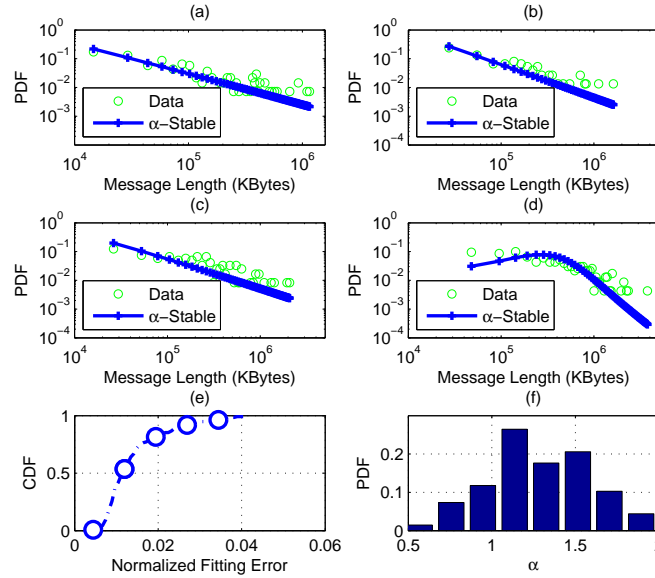 (a)
(b)
PDF
10^0
10^-1
10^-2
10^-3
10^-4
Data
α−Stable
10^4
10^5
10^6
Message Length (KBytes)
PDF
10^0
10^-1
10^-2
10^-3
10^-4
Data
α−Stable
10^5
10^6
Message Length (KBytes)
(c)
(d)
PDF
10^0
10^-1
10^-2
10^-3
10^-4
Data
α−Stable
10^4
10^5
10^6
Message Length (KBytes)
PDF
10^0
10^-1
10^-2
10^-3
10^-4
Data
α−Stable
10^5
10^6
Message Length (KBytes)
(e)
(f)
CDF
1
0.5
0
0
0.02
0.04
0.06
Normalized Fitting Error
PDF
0.2
0.1
0
0.5
1
1.5
2
α